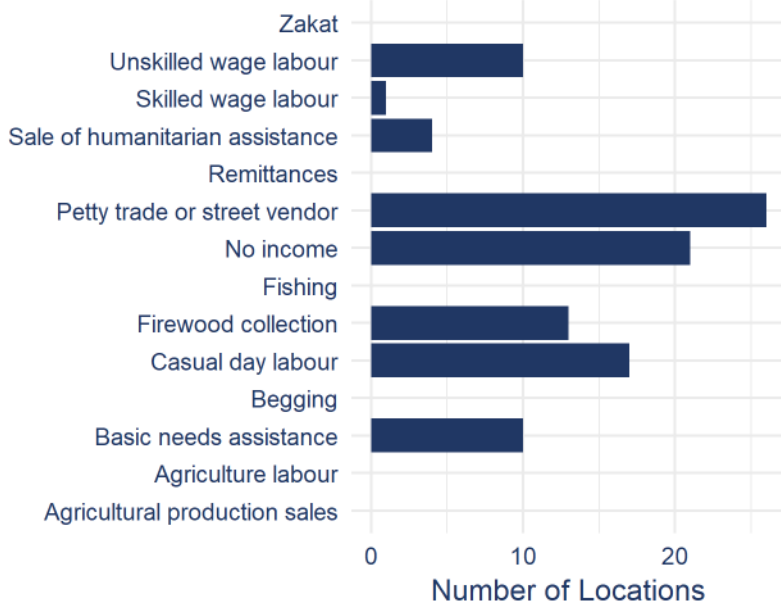 Zakat
Unskilled wage labour
Skilled wage labour
Sale of humanitarian assistance
Remittances
Petty trade or street vendor
No income
Fishing
Firewood collection
Casual day labour
Begging
Basic needs assistance
Agriculture labour
Agricultural production sales
0 10 20
Number of Locations